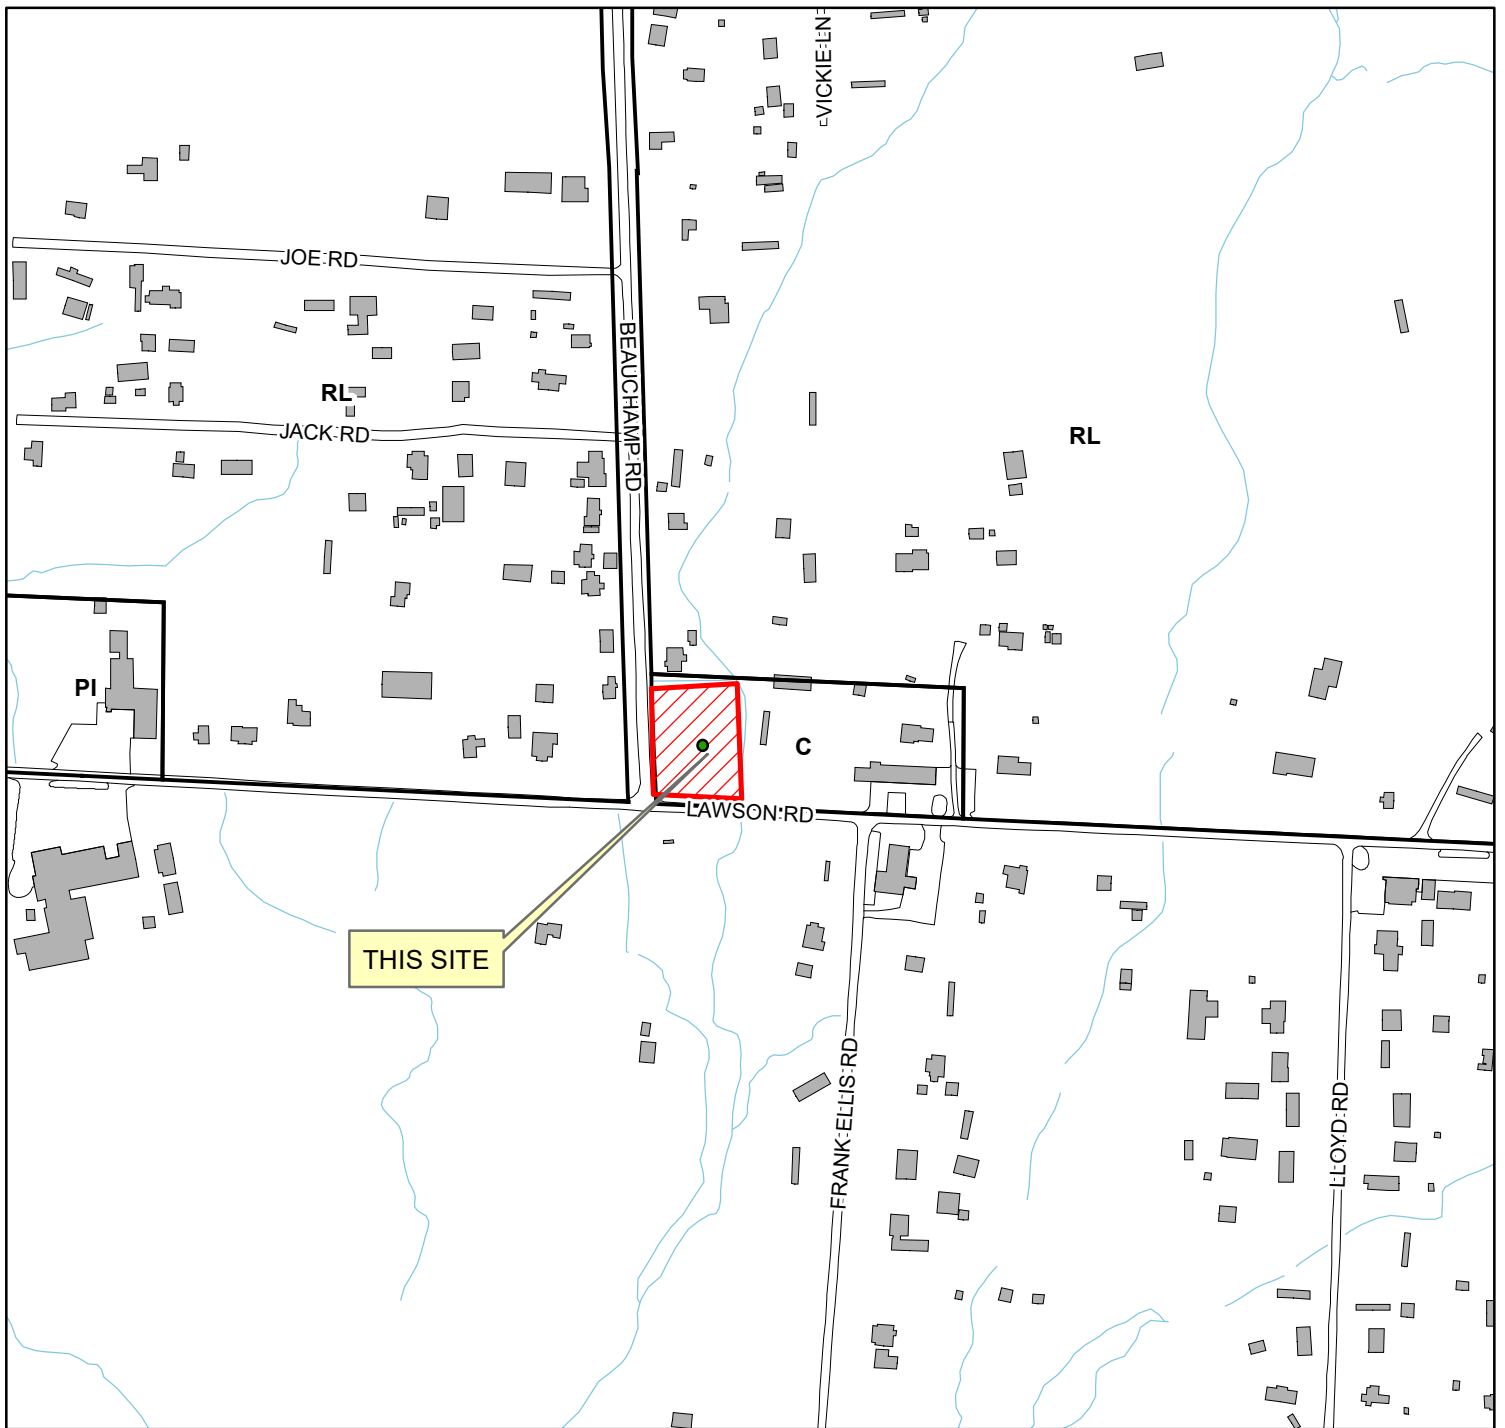 VICKIE LN
JOE RD
BEAUCHAMP RD
RL
JACK RD
RL
PI
C
LAWSON RD
THIS SITE
FRANK ELLIS RD
LLOYD RD